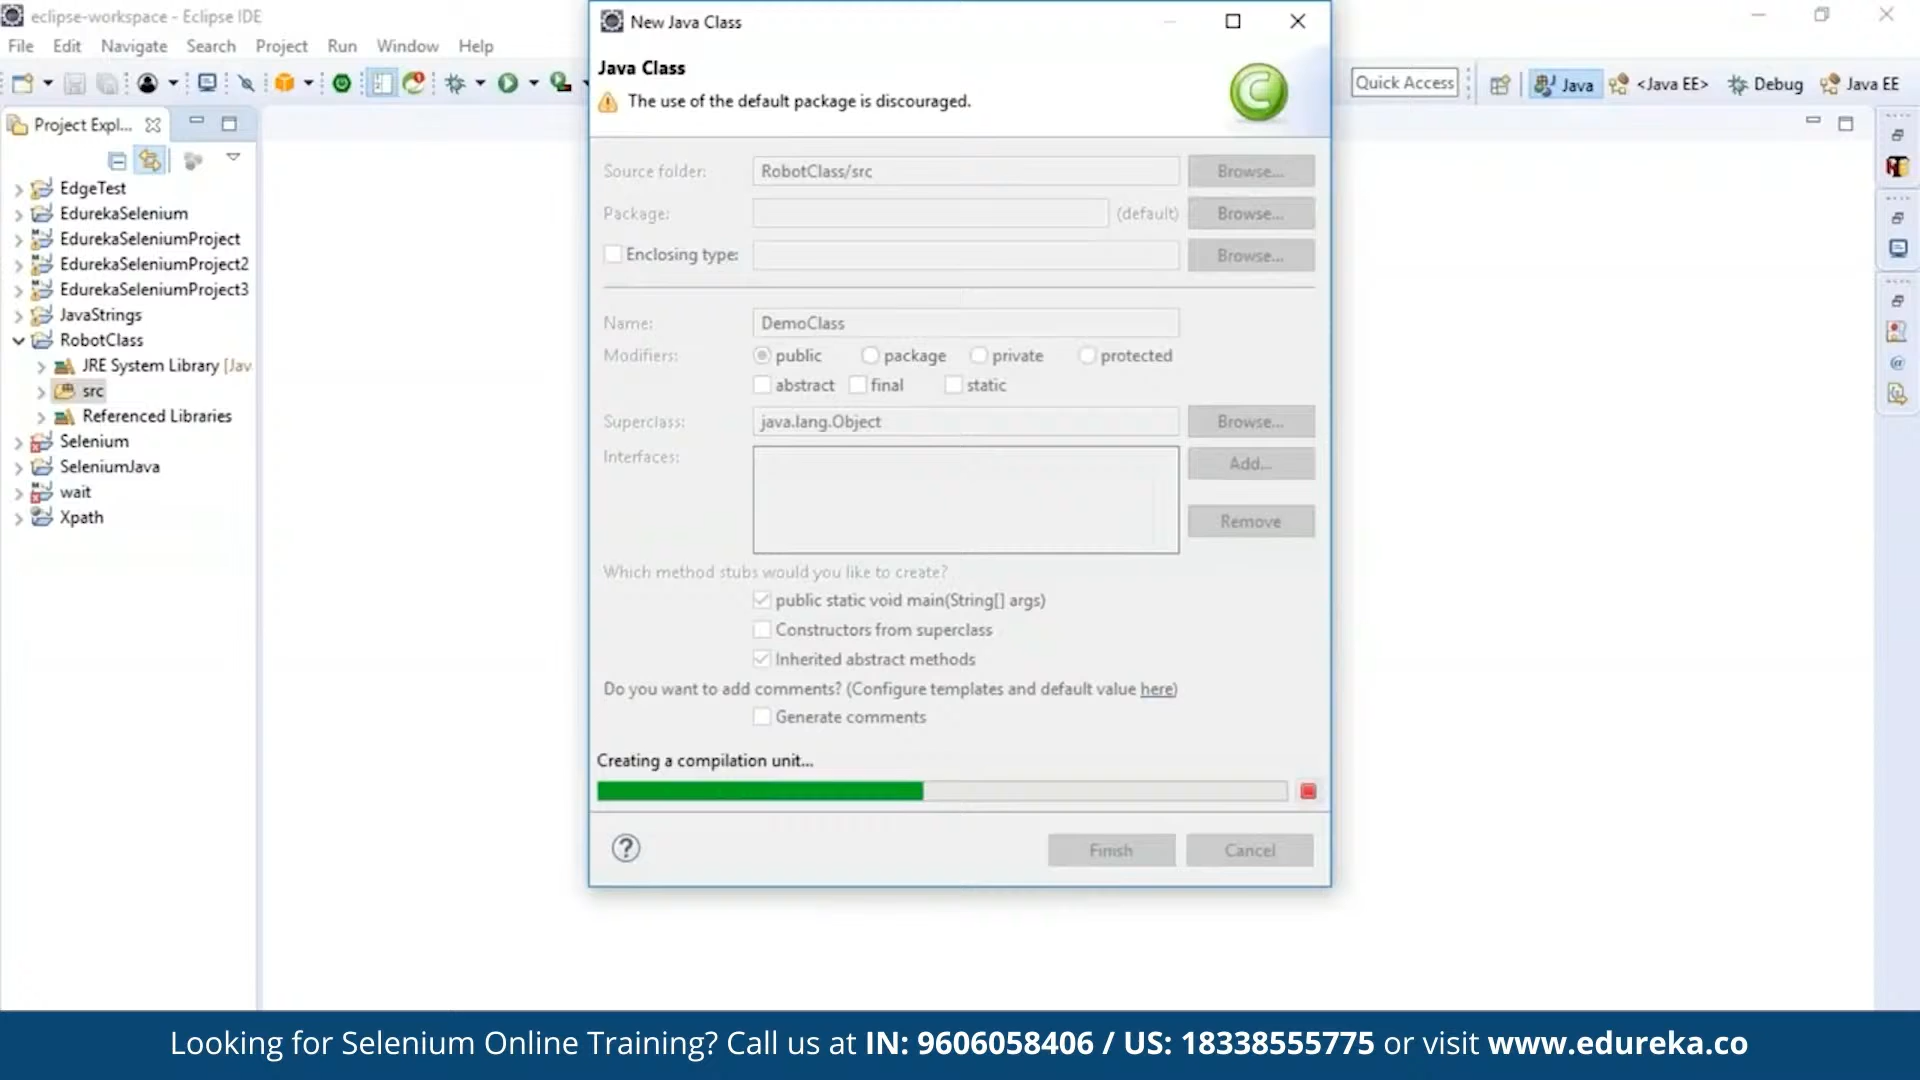 eclipse-workspace - Eclipse IDE
File Edit Navigate Search Project Run Window Help
Quick Access
Java <Java EE> Debug Java EE
Project Expl...
EdgeTest
EdurekaSelenium
EdurekaSeleniumProject
EdurekaSeleniumProject2
EdurekaSeleniumProject3
JavaStrings
RobotClass
JRE System Library [Jav
src
Referenced Libraries
Selenium
SeleniumJava
wait
Xpath
New Java Class
Java Class
The use of the default package is discouraged.
Source folder: RobotClass/src Browse...
Package: (default) Browse...
Enclosing type: Browse...
Name: DemoClass
Modifiers: public package private protected
abstract final static
Superclass: java.lang.Object Browse...
Interfaces: Add...
Remove
Which method stubs would you like to create?
public static void main(String[] args)
Constructors from superclass
Inherited abstract methods
Do you want to add comments? (Configure templates and default value here)
Generate comments
Creating a compilation unit...
Finish Cancel
Looking for Selenium Online Training? Call us at IN: 9606058406 / US: 18338555775 or visit www.edureka.co